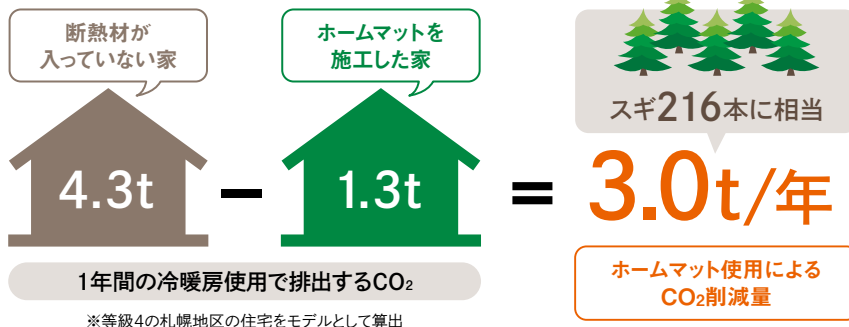 断熱材が
入っていない家
ホームマットを
施工した家
スギ216本に相当
4.3t
－
1.3t
＝
3.0t/年
1年間の冷暖房使用で排出するCO₂
ホームマット使用による
CO₂削減量
※等級4の札幌地区の住宅をモデルとして算出